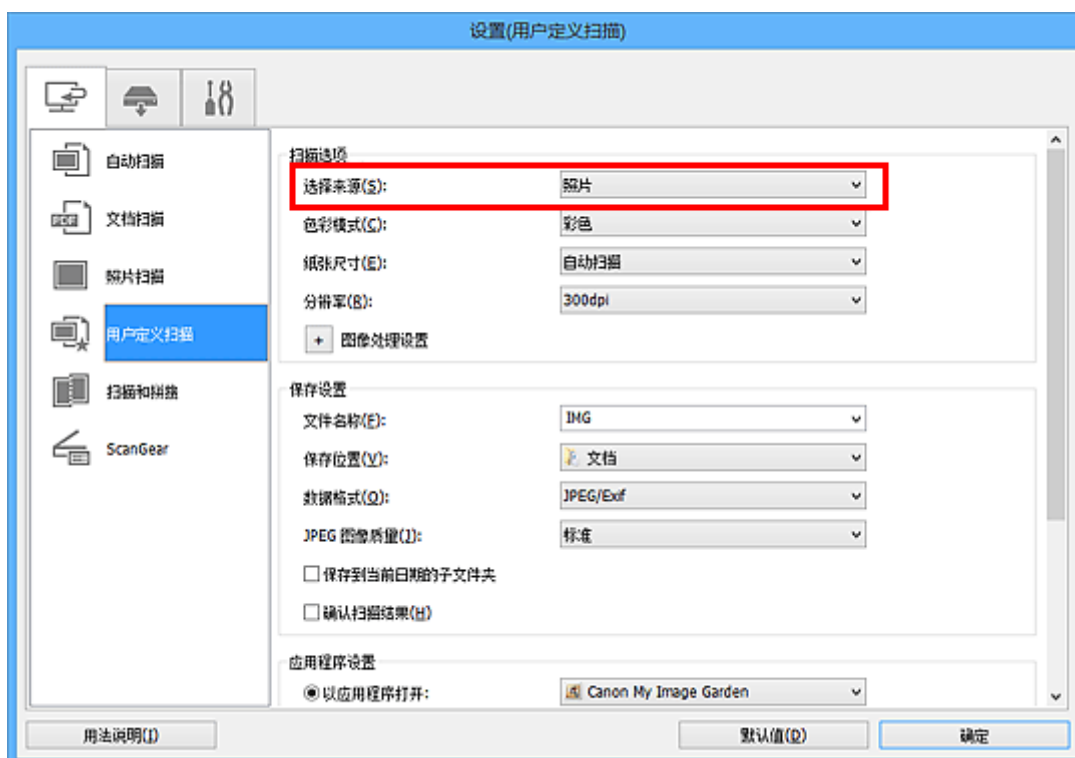 设置(用户定义扫描)
自动扫描
文档扫描
照片扫描
用户定义扫描
扫描和拼接
ScanGear
扫描选项
选择来源(S): 照片
色彩模式(C): 彩色
纸张尺寸(E): 自动扫描
分辨率(R): 300dpi
+ 图像处理设置
保存设置
文件名称(F): IMG
保存位置(V): 文档
数据格式(O): JPEG/Exif
JPEG 图像质量(J): 标准
保存到当前日期的子文件夹
确认扫描结果(H)
应用程序设置
以应用程序打开: Canon My Image Garden
用法说明(I) 默认值(D) 确定